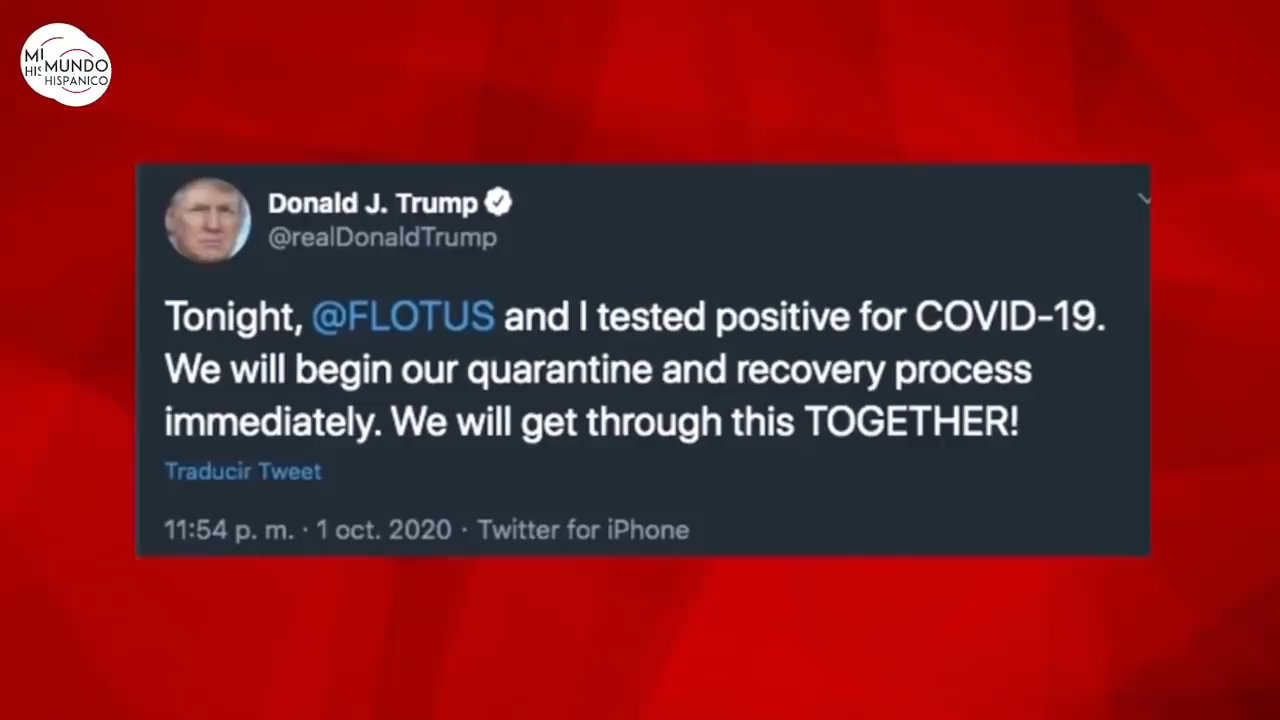 MI MUNDO
HIS HISPANICO
Donald J. Trump
@realDonaldTrump
Tonight, @FLOTUS and I tested positive for COVID-19.
We will begin our quarantine and recovery process
immediately. We will get through this TOGETHER!
Traducir Tweet
11:54 p. m. · 1 oct. 2020 · Twitter for iPhone